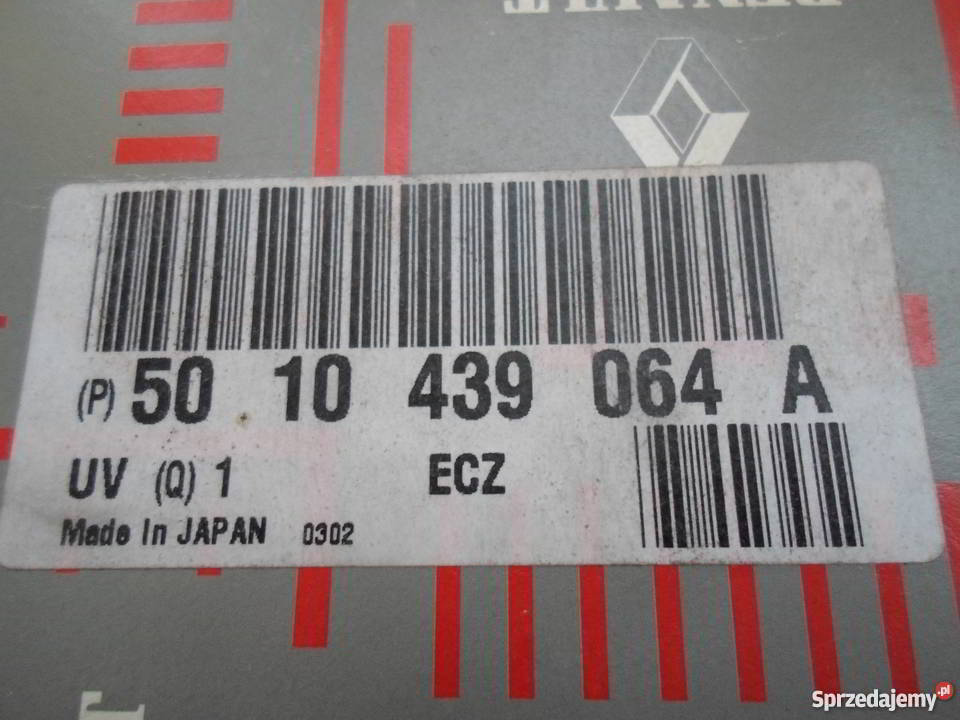 (P) 50 10 439 064 A
UV (Q) 1 ECZ
Made In JAPAN 0302
Sprzedajemy.pl